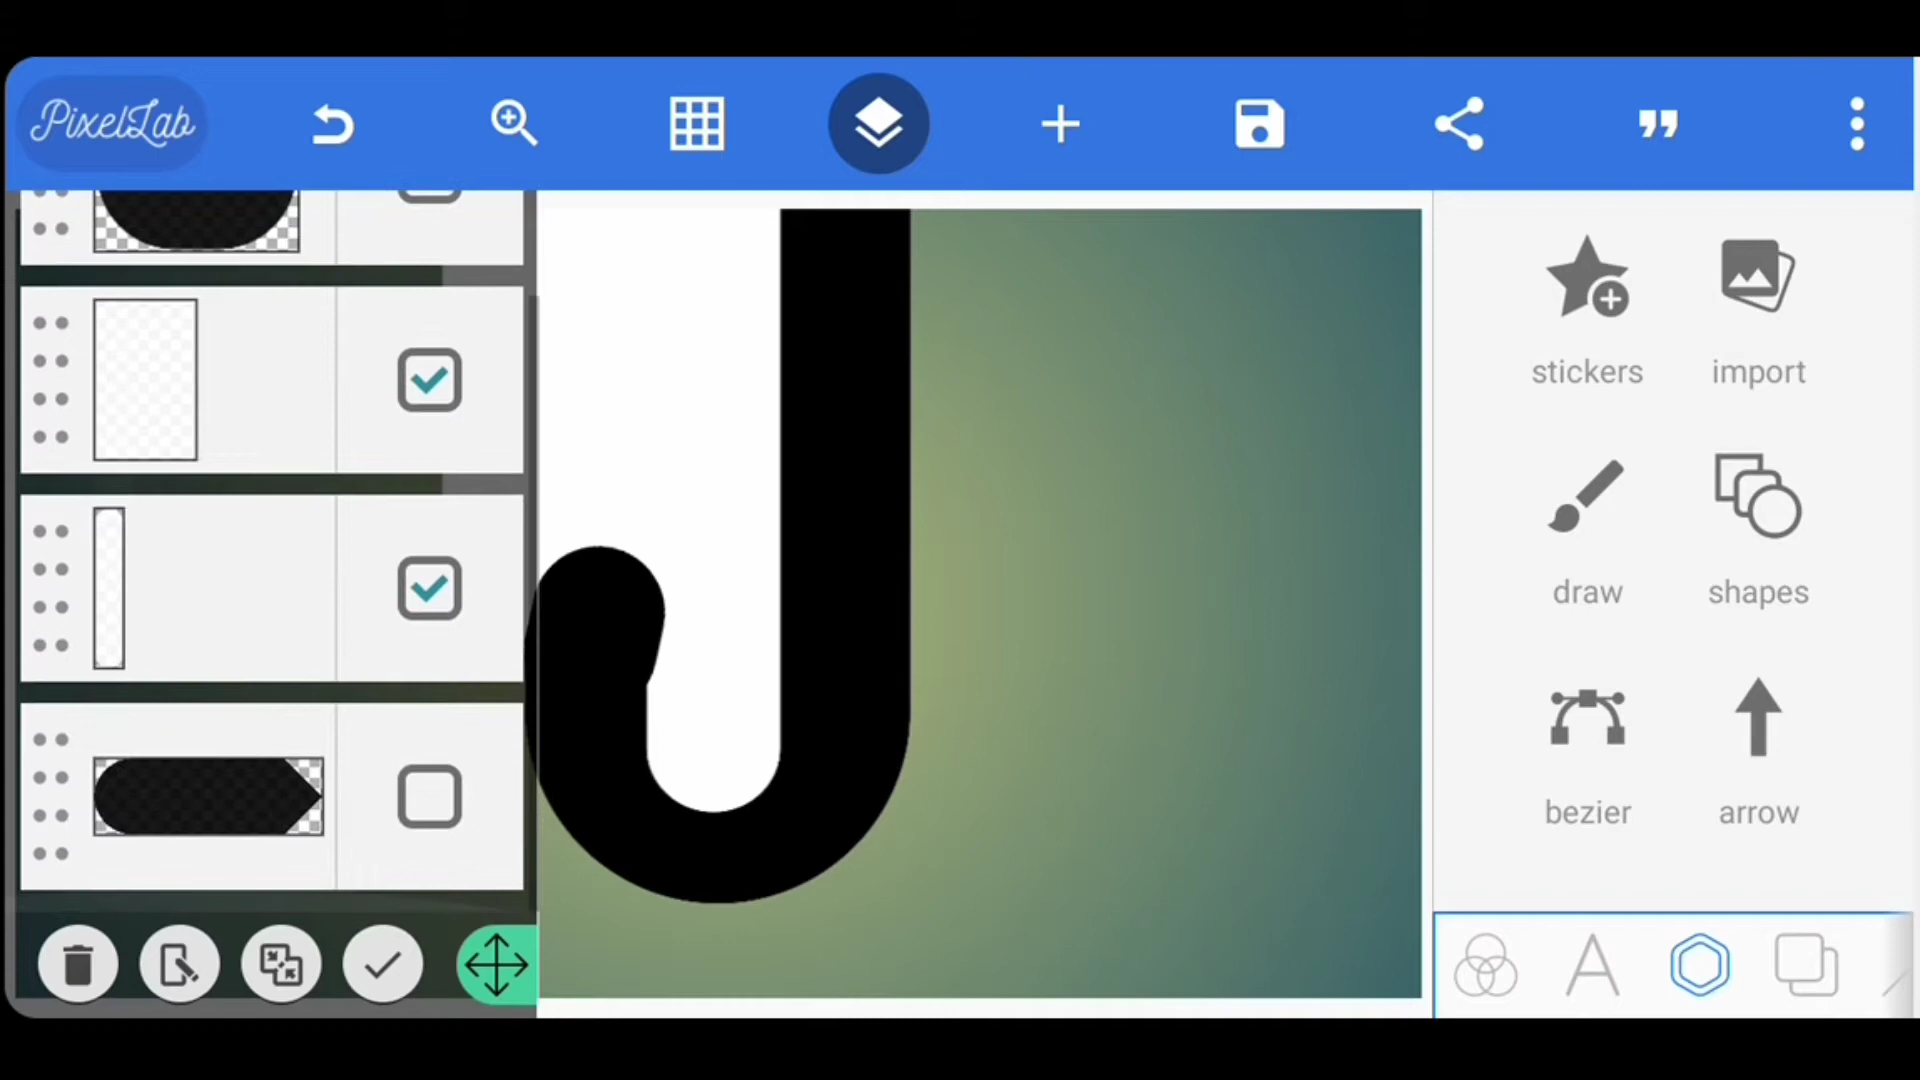 PixelLab
stickers
import
draw
shapes
bezier
arrow